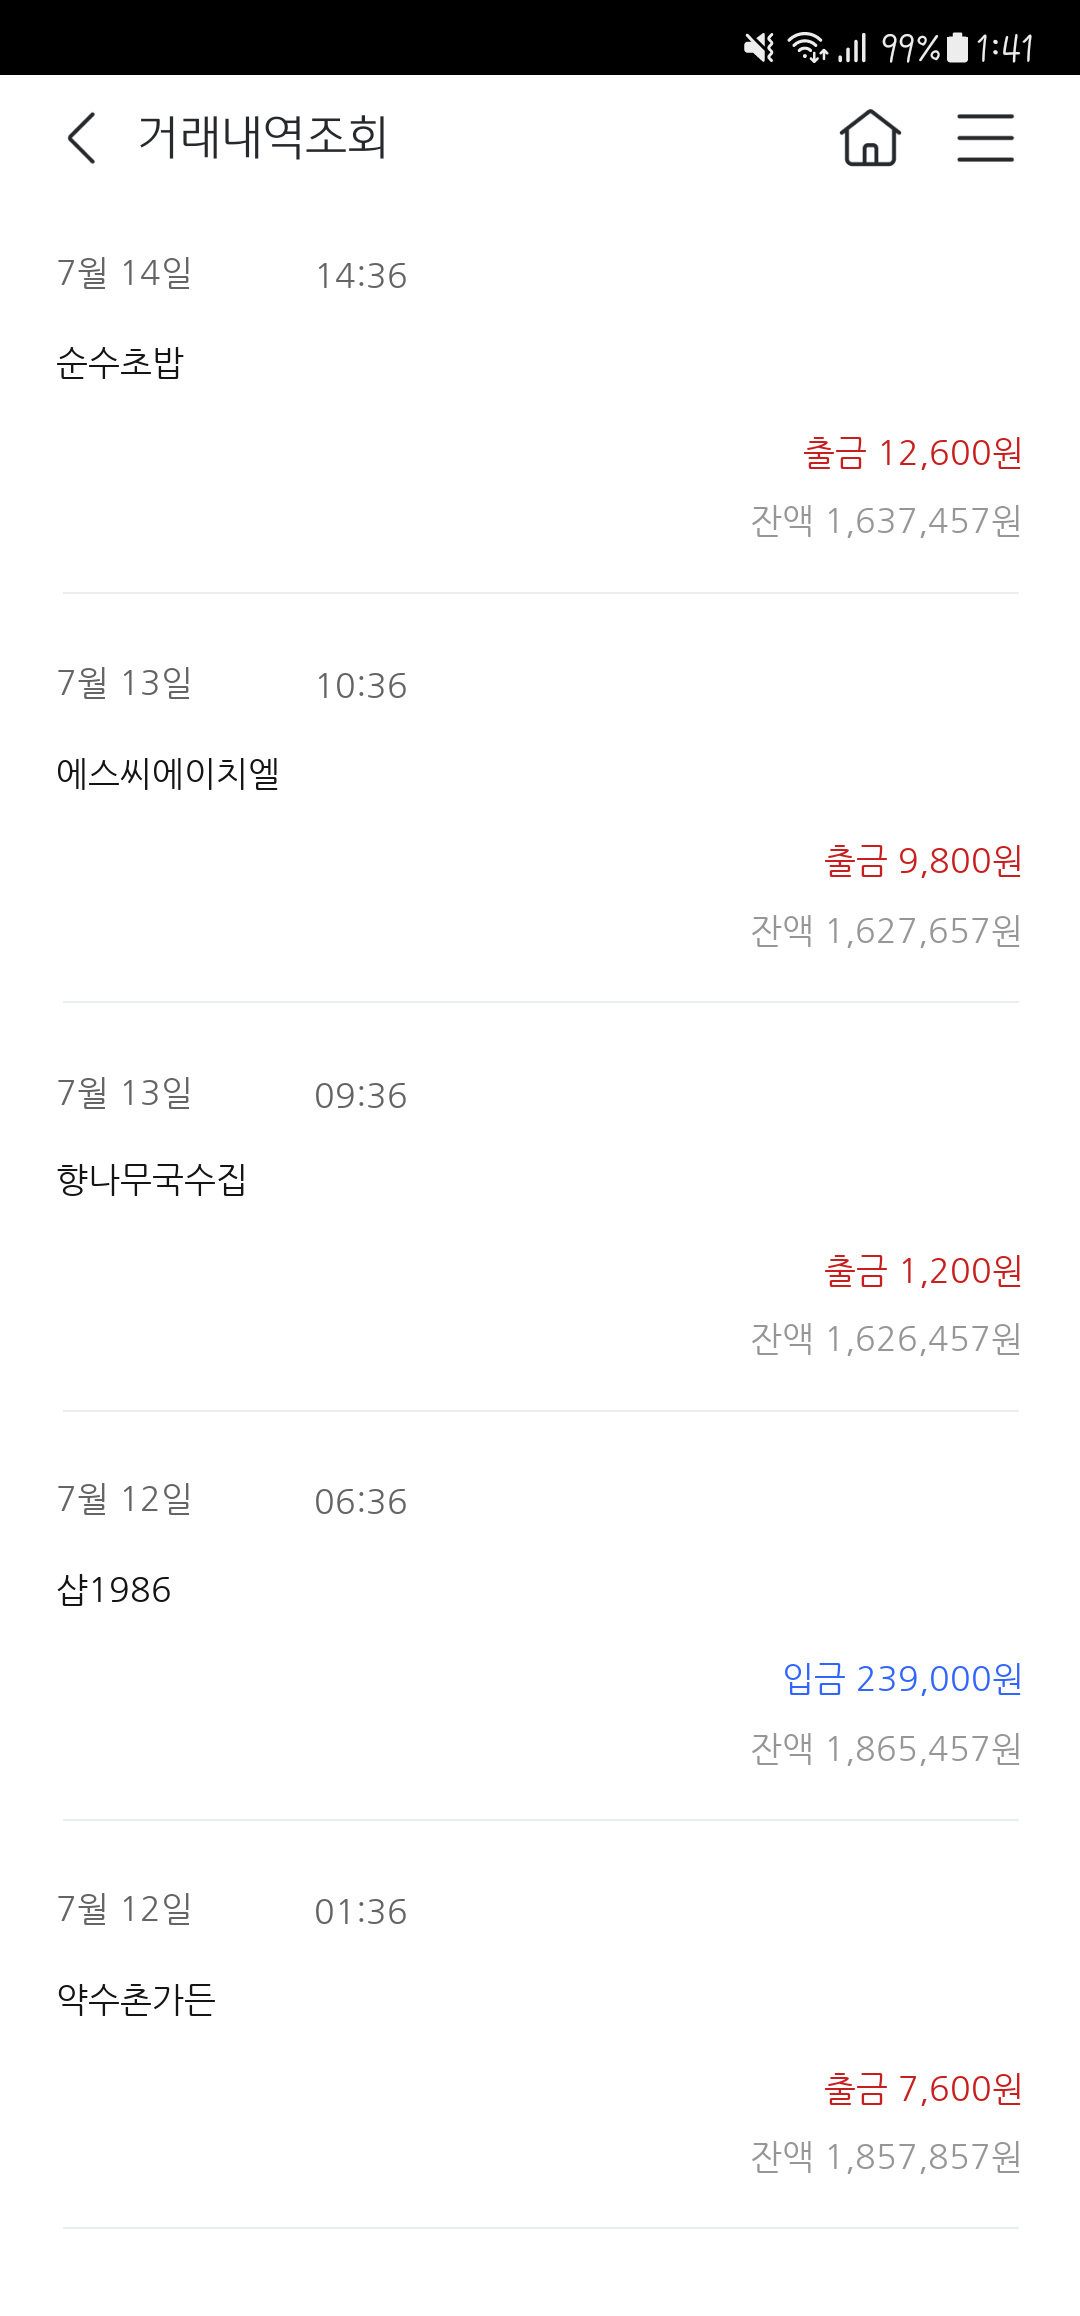 99% 1:41
거래내역조회
7월 14일 14:36
순수초밥
출금 12,600원
잔액 1,637,457원
7월 13일 10:36
에스씨에이치엘
출금 9,800원
잔액 1,627,657원
7월 13일 09:36
향나무국수집
출금 1,200원
잔액 1,626,457원
7월 12일 06:36
샵1986
입금 239,000원
잔액 1,865,457원
7월 12일 01:36
약수촌가든
출금 7,600원
잔액 1,857,857원